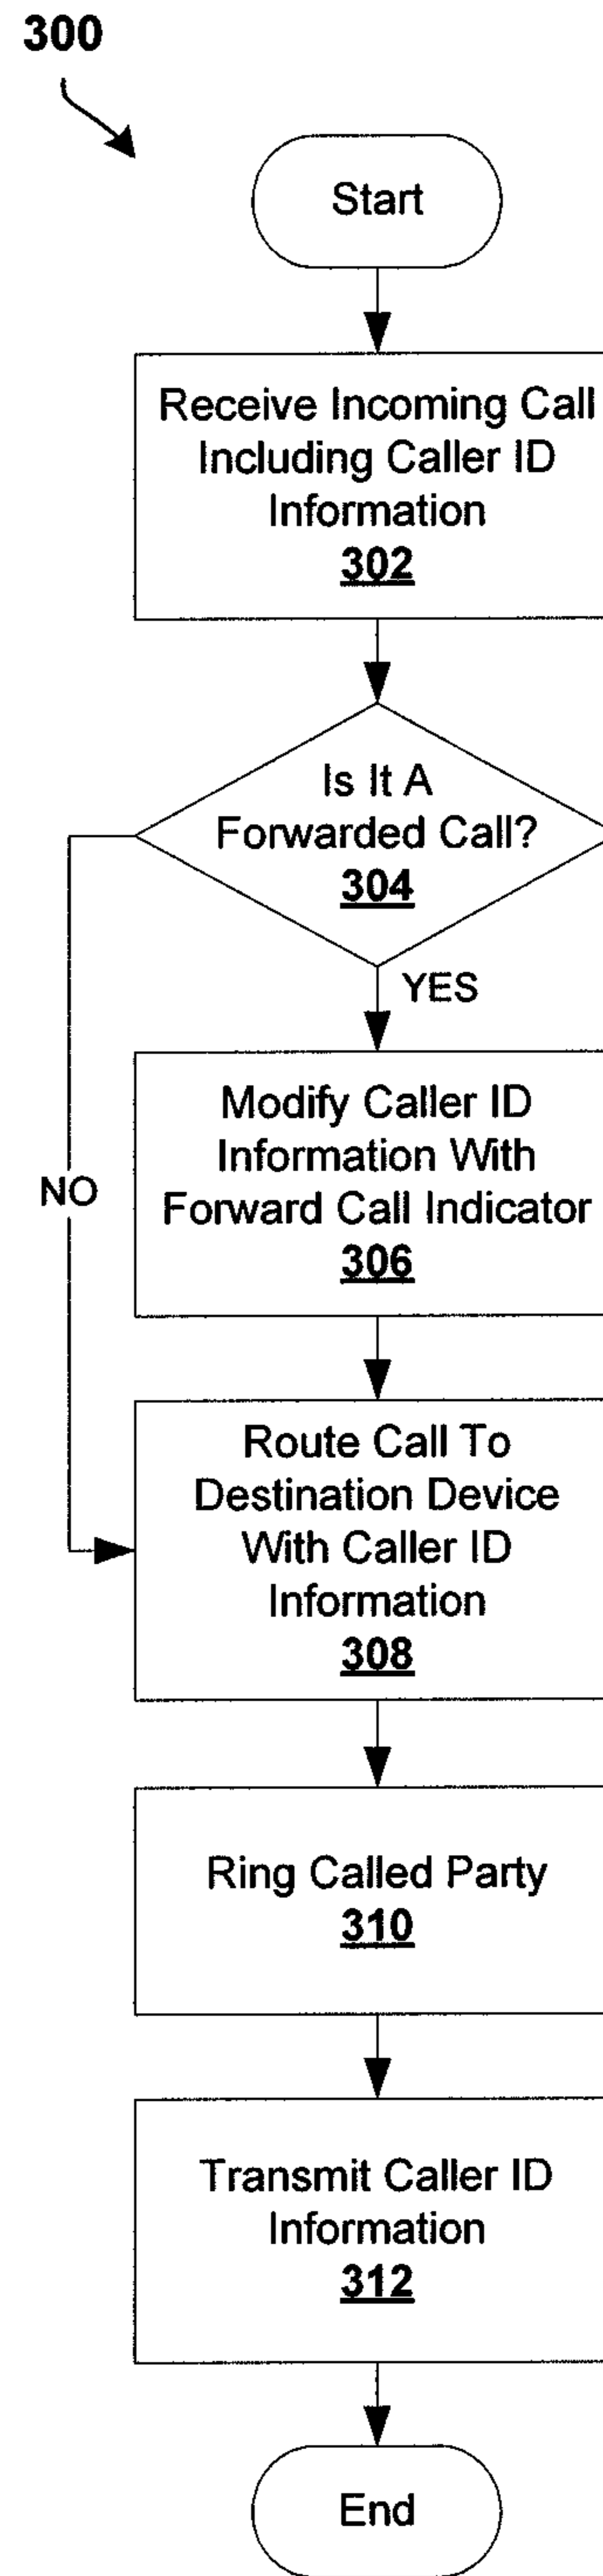 300
Start
Receive Incoming Call
Including Caller ID
Information
302
Is It A
Forwarded Call?
304
YES
NO
Modify Caller ID
Information With
Forward Call Indicator
306
Route Call To
Destination Device
With Caller ID
Information
308
Ring Called Party
310
Transmit Caller ID
Information
312
End